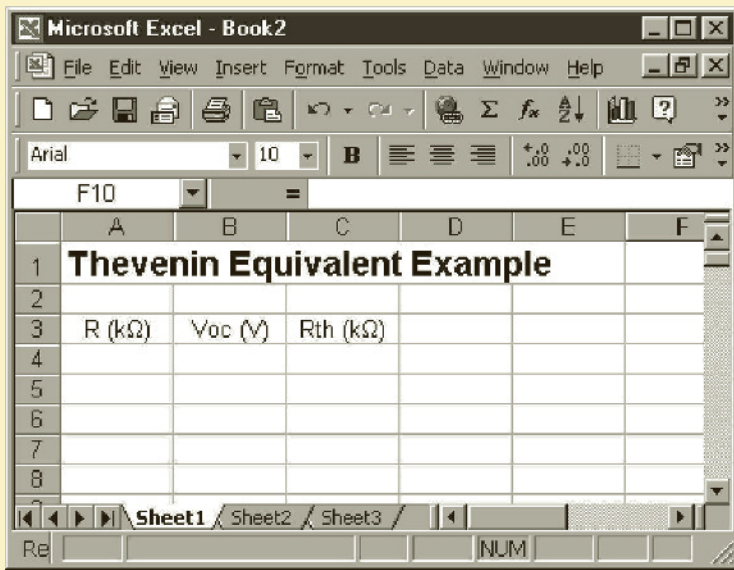 Microsoft Excel - Book2
File Edit View Insert Format Tools Data Window Help
Arial 10 B
F10 =
A B C D E F
1 Thevenin Equivalent Example
2
3 R (kΩ) Voc (V) Rth (kΩ)
4
5
6
7
8
Sheet1 Sheet2 Sheet3
Re NUM